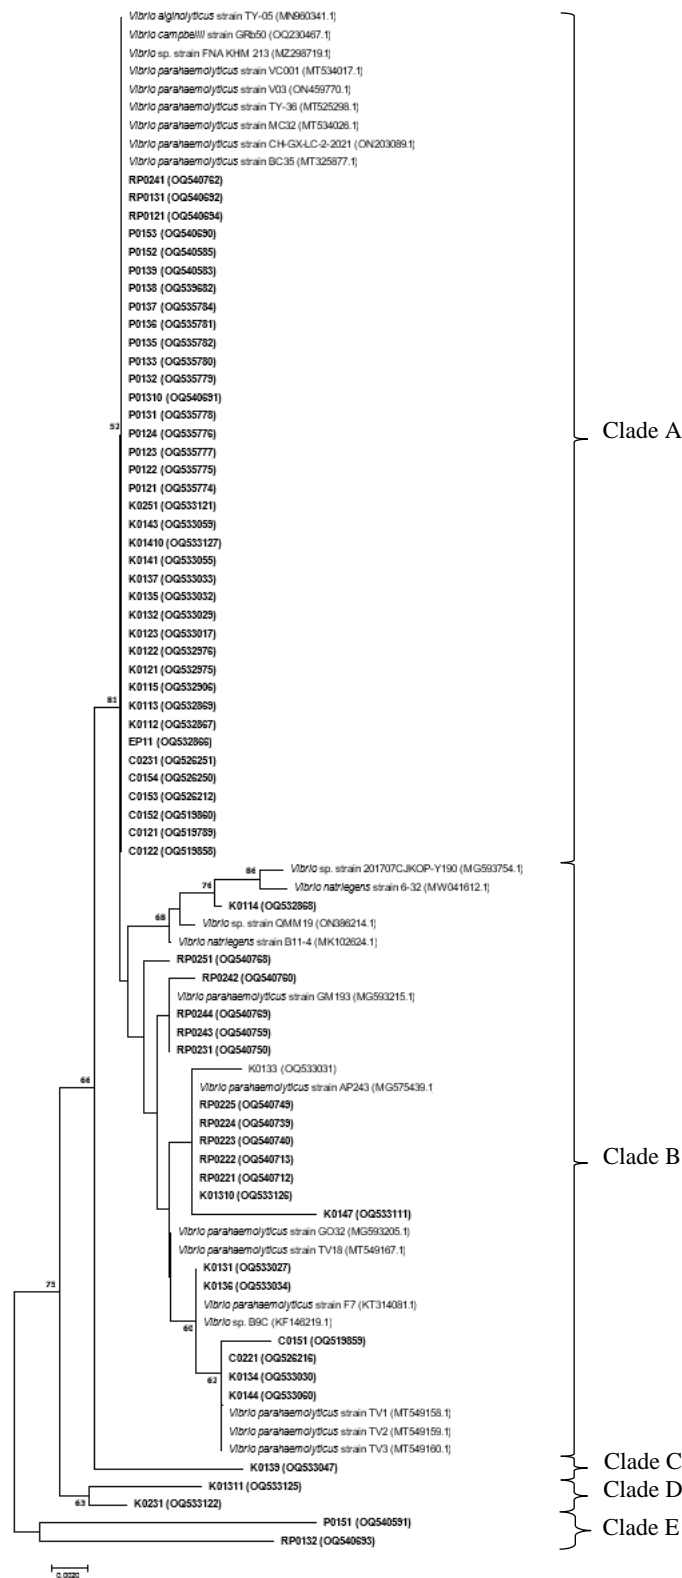 Vibrio alginolyticus strain TY-05 (MN960341.1)
Vibrio campbellii strain GRb50 (OQ230467.1)
Vibrio sp. strain FNA KHM 213 (MZ298719.1)
Vibrio parahaemolyticus strain VC001 (MT534017.1)
Vibrio parahaemolyticus strain V03 (ON459770.1)
Vibrio parahaemolyticus strain TY-36 (MT525298.1)
Vibrio parahaemolyticus strain MC32 (MT534026.1)
Vibrio parahaemolyticus strain CH-GX-LC-2-2021 (ON203089.1)
Vibrio parahaemolyticus strain BC35 (MT325877.1)
RP0241 (OQ540762)
RP0131 (OQ540692)
RP0121 (OQ540694)
P0153 (OQ540690)
P0152 (OQ540585)
P0139 (OQ540583)
P0138 (OQ539682)
P0137 (OQ535784)
P0136 (OQ535781)
P0135 (OQ535782)
P0133 (OQ535780)
P0132 (OQ535779)
P01310 (OQ540691)
P0131 (OQ535778)
52
Clade A
P0124 (OQ535776)
P0123 (OQ535777)
P0122 (OQ535775)
P0121 (OQ535774)
K0251 (OQ533121)
K0143 (OQ533059)
K01410 (OQ533127)
K0141 (OQ533055)
K0137 (OQ533033)
K0135 (OQ533032)
K0132 (OQ533029)
K0123 (OQ533017)
K0122 (OQ532976)
K0121 (OQ532975)
K0115 (OQ532906)
61
K0113 (OQ532869)
K0112 (OQ532867)
EP11 (OQ532866)
C0231 (OQ526251)
C0154 (OQ526250)
C0153 (OQ526212)
C0152 (OQ519860)
C0121 (OQ519789)
C0122 (OQ519858)
86
Vibrio sp. strain 201707CJKOP-Y190 (MG593754.1)
76
Vibrio natriegens strain 6-32 (MW041612.1)
K0114 (OQ532868)
68
Vibrio sp. strain QMM19 (ON386214.1)
Vibrio natriegens strain B11-4 (MK102624.1)
RP0251 (OQ540768)
RP0242 (OQ540760)
Vibrio parahaemolyticus strain GM193 (MG593215.1)
RP0244 (OQ540769)
RP0243 (OQ540759)
RP0231 (OQ540750)
K0133 (OQ533031)
66
Vibrio parahaemolyticus strain AP243 (MG575439.1
RP0225 (OQ540749)
RP0224 (OQ540739)
RP0223 (OQ540740)
RP0222 (OQ540713)
Clade B
RP0221 (OQ540712)
K01310 (OQ533126)
K0147 (OQ533111)
Vibrio parahaemolyticus strain GO32 (MG593205.1)
Vibrio parahaemolyticus strain TV18 (MT549167.1)
K0131 (OQ533027)
75
K0136 (OQ533034)
Vibrio parahaemolyticus strain F7 (KT314081.1)
60
Vibrio sp. B9C (KF146219.1)
C0151 (OQ519859)
C0221 (OQ526216)
62
K0134 (OQ533030)
K0144 (OQ533060)
Vibrio parahaemolyticus strain TV1 (MT549158.1)
Vibrio parahaemolyticus strain TV2 (MT549159.1)
Vibrio parahaemolyticus strain TV3 (MT549160.1)
Clade C
K0139 (OQ533047)
K01311 (OQ533125)
Clade D
63
K0231 (OQ533122)
P0151 (OQ540591)
Clade E
RP0132 (OQ540693)
0.0020